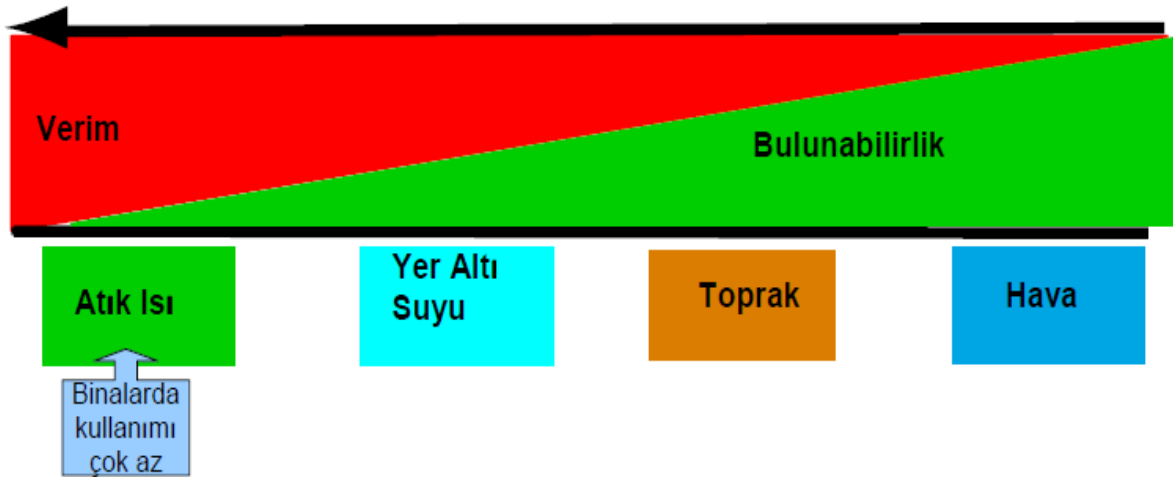 Verim
Bulunabilirlik
Atık Isı
Yer Altı
Suyu
Toprak
Hava
Binalarda
kullanımı
çok az